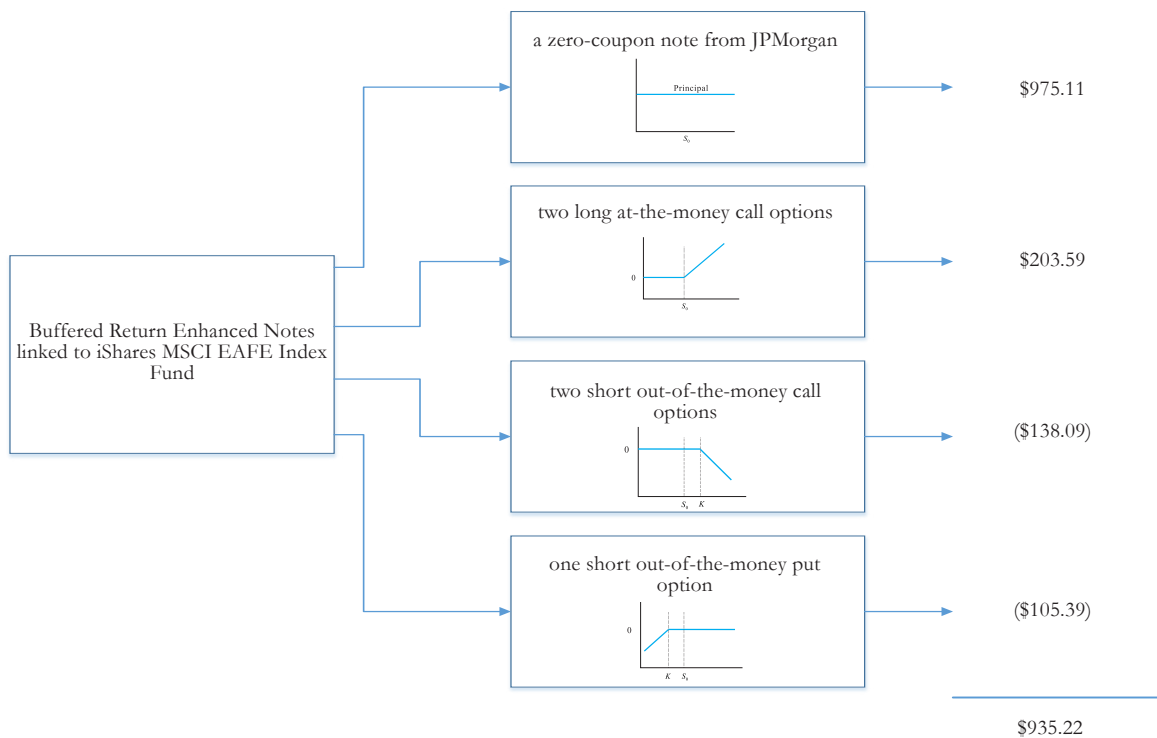 a zero-coupon note from JPMorgan
Principal
S₀
$975.11
two long at-the-money call options
0
S₀
$203.59
Buffered Return Enhanced Notes
linked to iShares MSCI EAFE Index
Fund
two short out-of-the-money call
options
0
S₀ K
($138.09)
one short out-of-the-money put
option
0
K S₀
($105.39)
$935.22